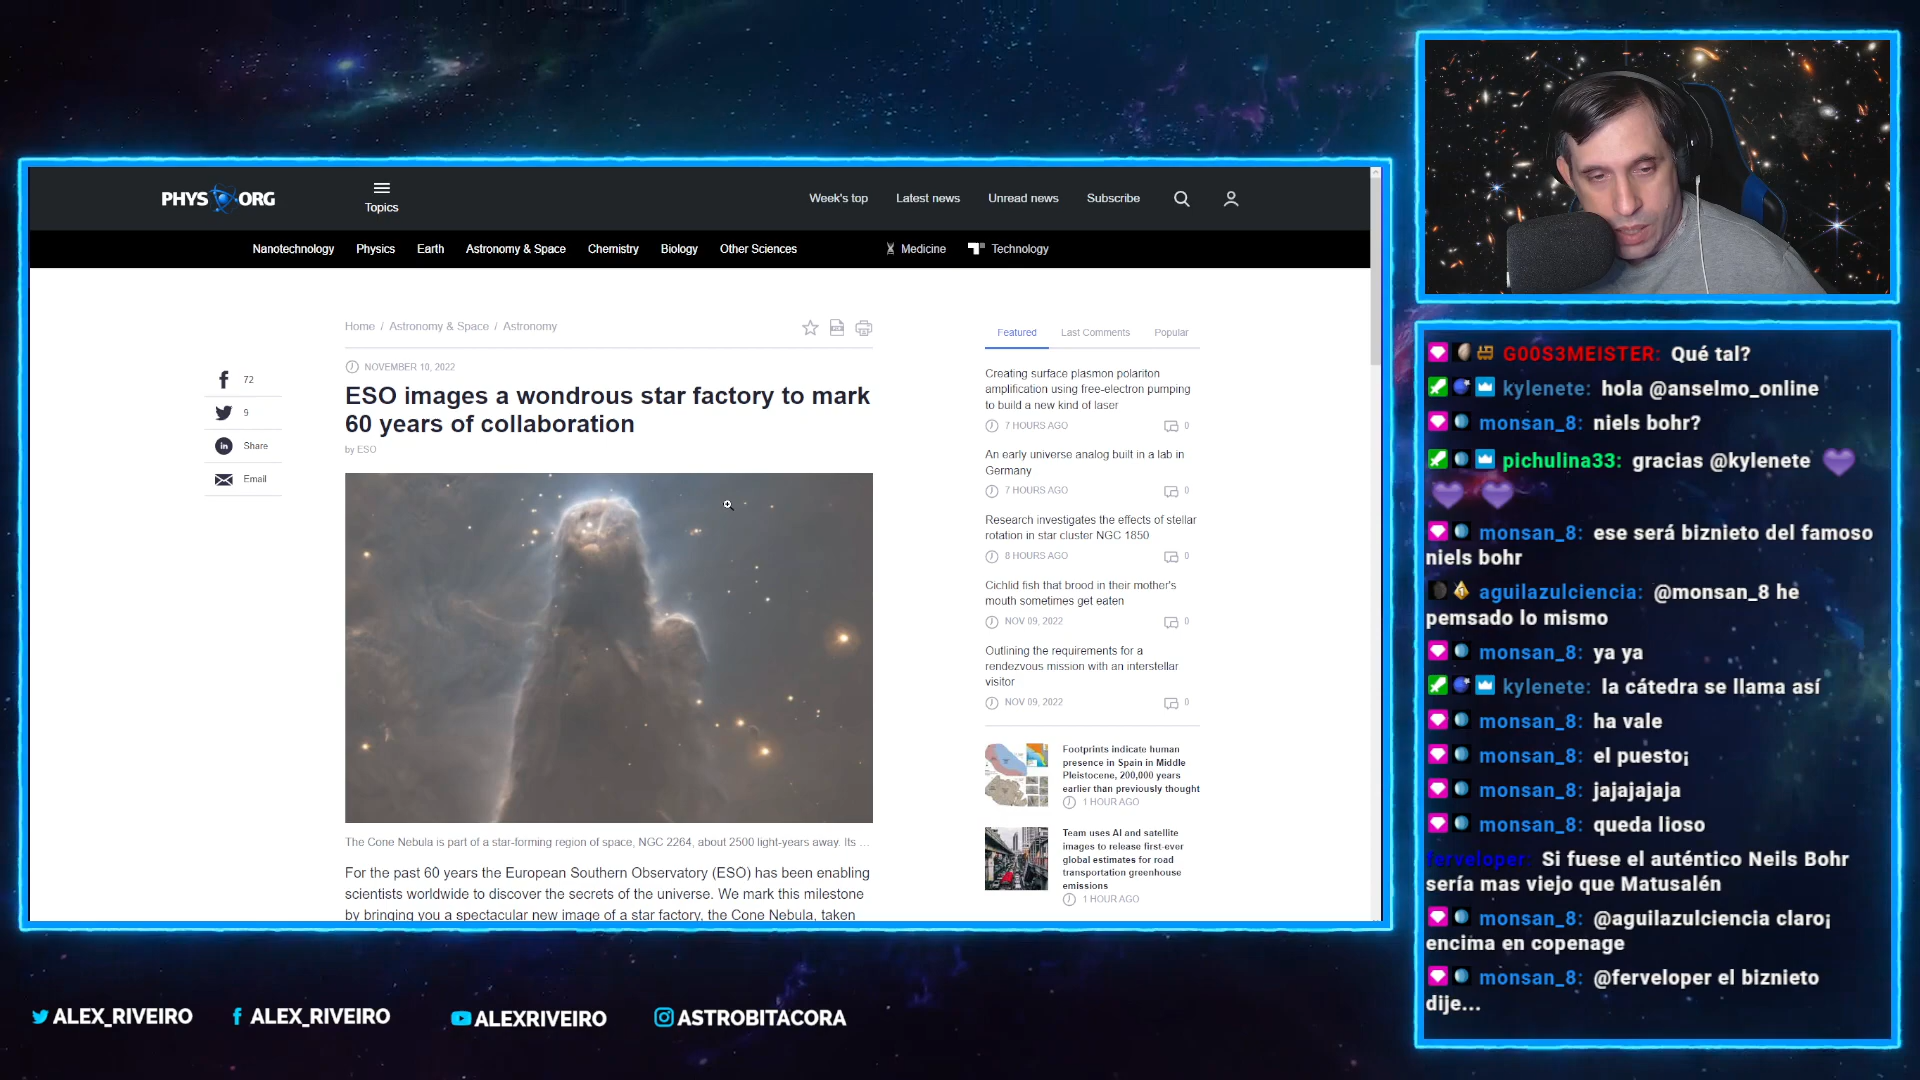 PHYS ORG
Topics
Week's top
Latest news
Unread news
Subscribe
Nanotechnology
Physics
Earth
Astronomy & Space
Chemistry
Biology
Other Sciences
Medicine
Technology
Home / Astronomy & Space / Astronomy
NOVEMBER 10, 2022
ESO images a wondrous star factory to mark
60 years of collaboration
by ESO
72
9
Share
Email
The Cone Nebula is part of a star-forming region of space, NGC 2264, about 2500 light-years away. Its ...
For the past 60 years the European Southern Observatory (ESO) has been enabling
scientists worldwide to discover the secrets of the universe. We mark this milestone
by bringing you a spectacular new image of a star factory, the Cone Nebula, taken
Featured
Last Comments
Popular
Creating surface plasmon polariton
amplification using free-electron pumping
to build a new kind of laser
7 HOURS AGO
0
An early universe analog built in a lab in
Germany
7 HOURS AGO
0
Research investigates the effects of stellar
rotation in star cluster NGC 1850
8 HOURS AGO
0
Cichlid fish that brood in their mother's
mouth sometimes get eaten
NOV 09, 2022
0
Outlining the requirements for a
rendezvous mission with an interstellar
visitor
NOV 09, 2022
0
Footprints indicate human
presence in Spain in Middle
Pleistocene, 200,000 years
earlier than previously thought
1 HOUR AGO
Team uses AI and satellite
images to release first-ever
global estimates for road
transportation greenhouse
emissions
1 HOUR AGO
G00S3MEISTER: Qué tal?
kylenete: hola @anselmo_online
monsan_8: niels bohr?
pichulina33: gracias @kylenete
monsan_8: ese será biznieto del famoso
niels bohr
aguilazulciencia: @monsan_8 he
pemsado lo mismo
monsan_8: ya ya
kylenete: la cátedra se llama así
monsan_8: ha vale
monsan_8: el puesto¡
monsan_8: jajajajaja
monsan_8: queda lioso
ferveloper: Si fuese el auténtico Neils Bohr
sería mas viejo que Matusalén
monsan_8: @aguilazulciencia claro¡
encima en copenage
monsan_8: @ferveloper el biznieto
dije...
ALEX_RIVEIRO
ALEX_RIVEIRO
ALEXRIVEIRO
ASTROBITACORA